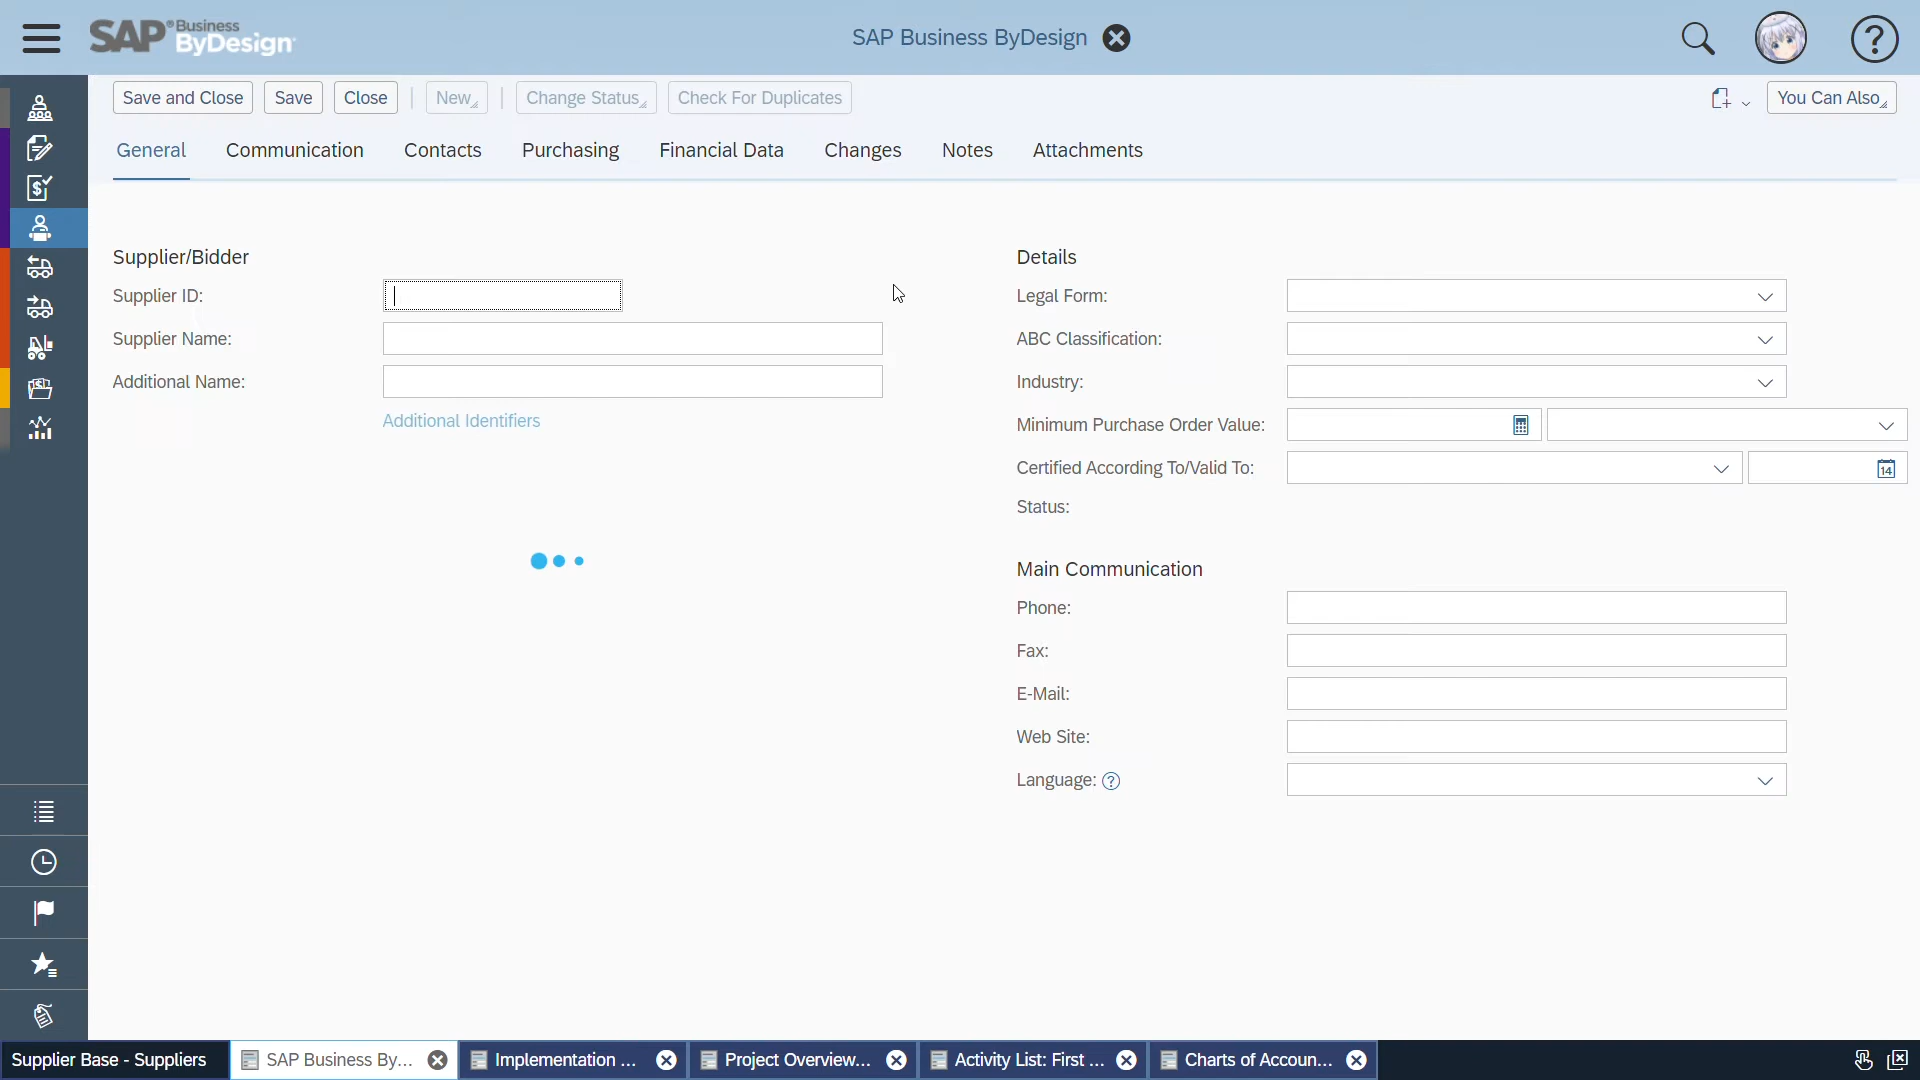 SAP® Business ByDesign
SAP Business ByDesign
Save and Close
Save
Close
New
Change Status
Check For Duplicates
You Can Also
General
Communication
Contacts
Purchasing
Financial Data
Changes
Notes
Attachments
Supplier/Bidder
Supplier ID:
Supplier Name:
Additional Name:
Additional Identifiers
Details
Legal Form:
ABC Classification:
Industry:
Minimum Purchase Order Value:
Certified According To/Valid To:
14
Status:
Main Communication
Phone:
Fax:
E-Mail:
Web Site:
Language:
Supplier Base - Suppliers
SAP Business By...
Implementation ...
Project Overview...
Activity List: First ...
Charts of Accoun...